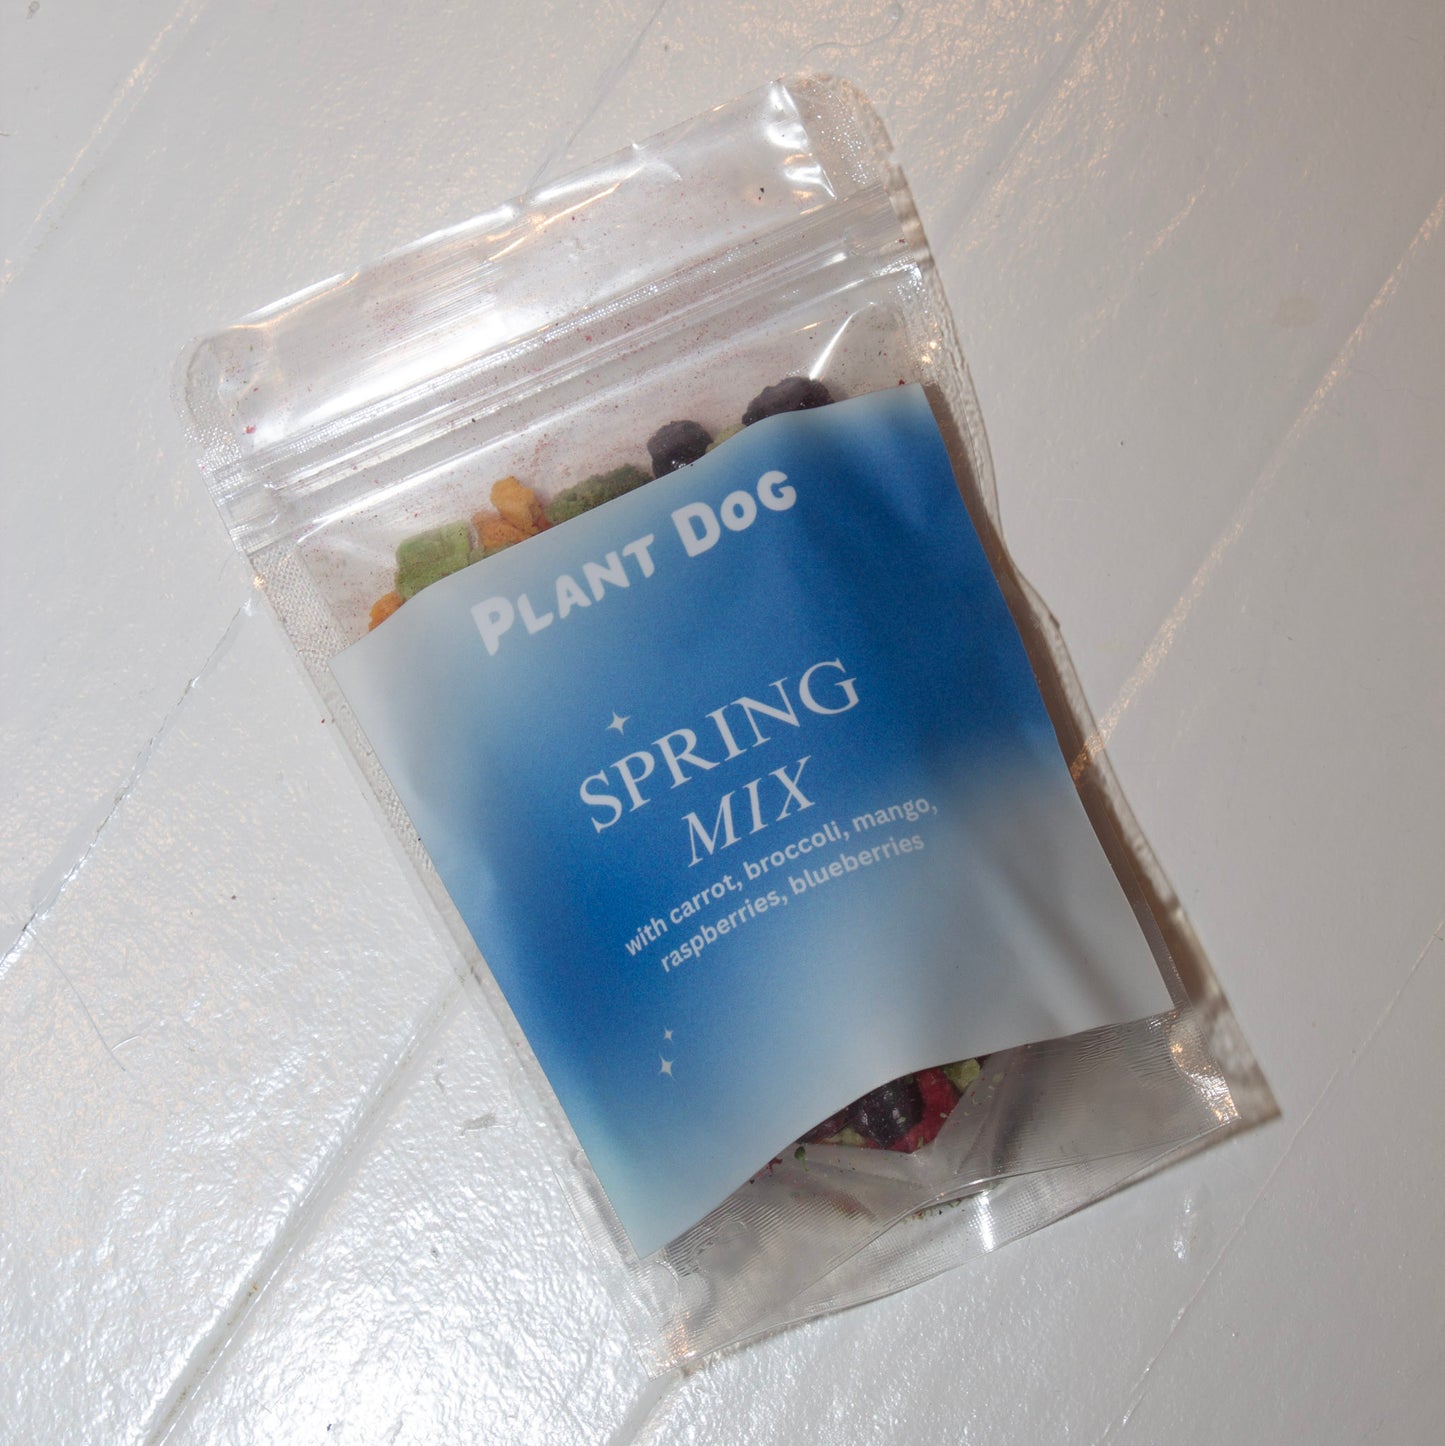 PLANT DOG
SPRING
MIX
with carrot, broccoli, mango,
raspberries, blueberries